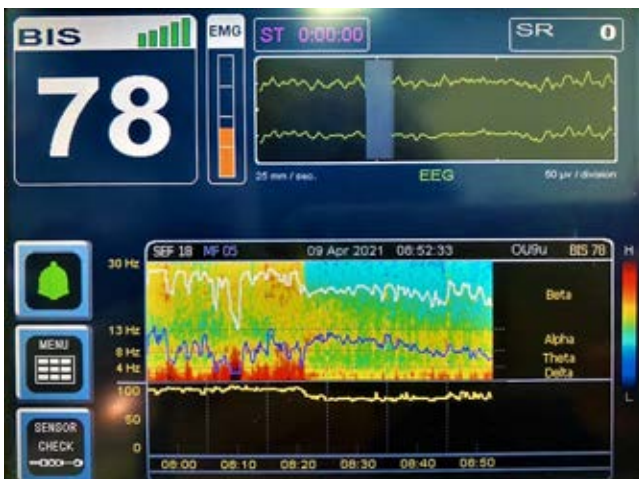 BIS
EMG
ST 0:00:00
SR 0
78
25 mm / sec.
EEG
50 µv / division
SEF 18 MF 05 09 Apr 2021 08:52:33 BIS 78
H
30 Hz
Beta
13 Hz
Alpha
8 Hz
Theta
4 Hz
Delta
L
MENU
100
50
0
SENSOR
CHECK
08:00 08:10 08:20 08:30 08:40 08:50